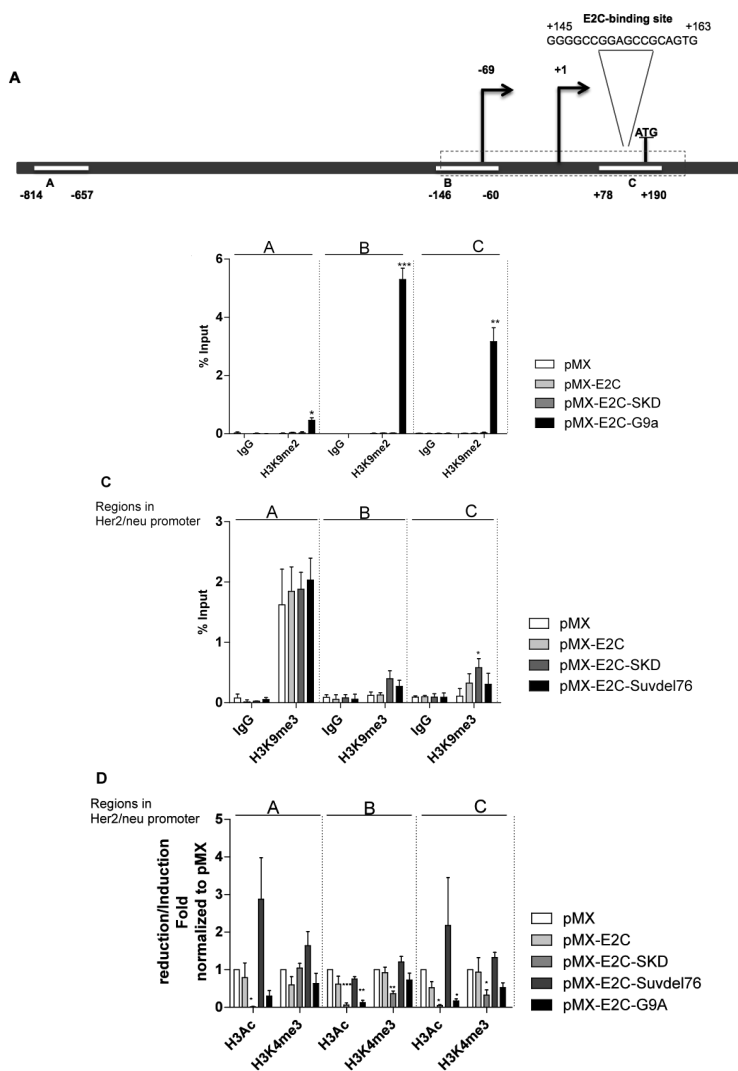 E2C-binding site
+145 +163
GGGGCCGGAGCCGCAGTG
-69 +1
A
ATG
A B C
-814 -657 -146 -60 +78 +190
A B C
% Input
6
4
2
0
IgG H3K9me2 IgG H3K9me2 IgG H3K9me2
* *** **
pMX
pMX-E2C
pMX-E2C-SKD
pMX-E2C-G9a
C
Regions in
Her2/neu promoter
A B C
% Input
3
2
1
0
*
IgG H3K9me3 IgG H3K9me3 IgG H3K9me3
pMX
pMX-E2C
pMX-E2C-SKD
pMX-E2C-Suvdel76
D
Regions in
Her2/neu promoter
A B C
reduction/Induction
Fold
normalized to pMX
5
4
3
2
1
0
* *** ** ** * * *
H3Ac H3K4me3 H3Ac H3K4me3 H3Ac H3K4me3
pMX
pMX-E2C
pMX-E2C-SKD
pMX-E2C-Suvdel76
pMX-E2C-G9A